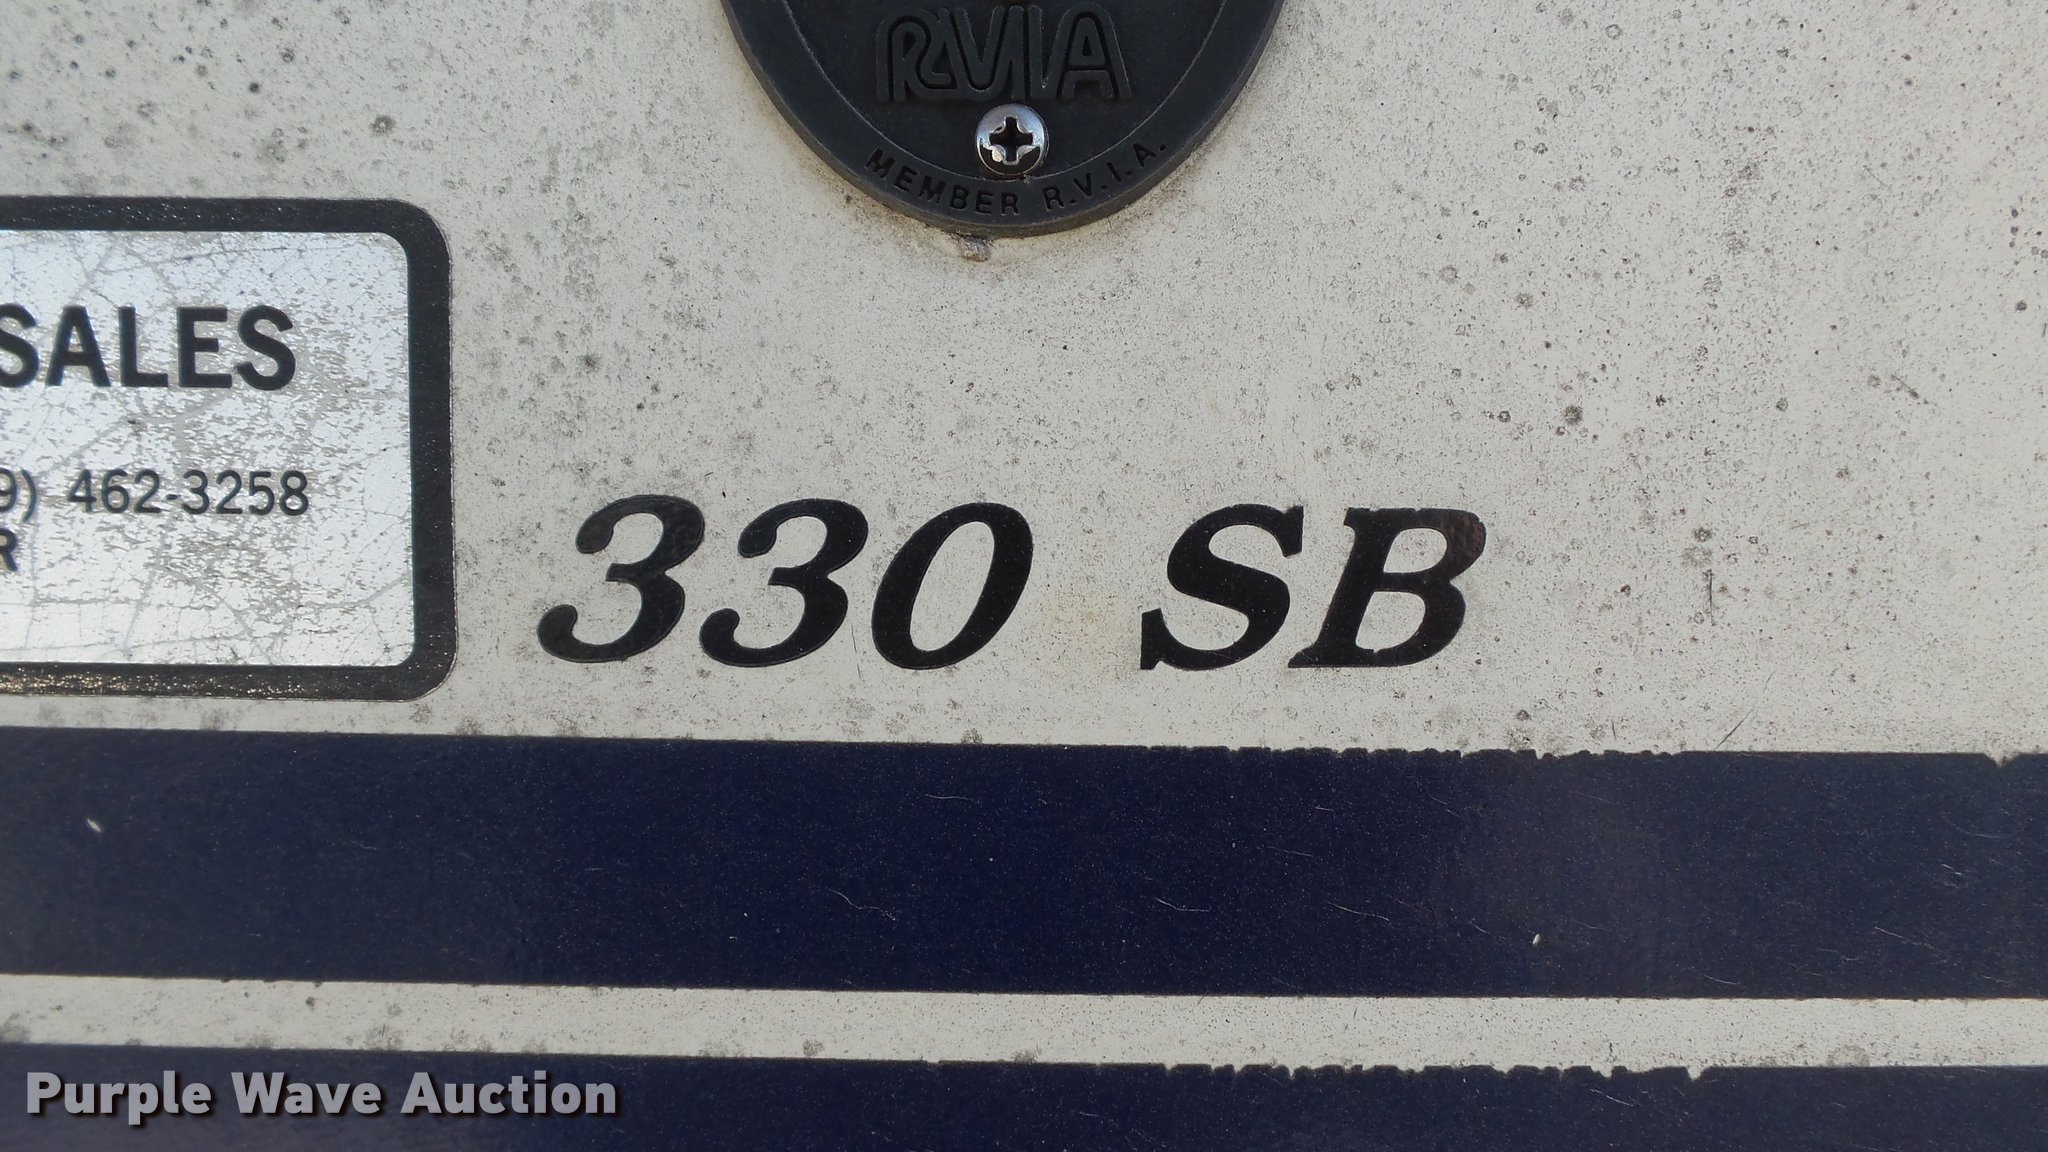 RVIA
MEMBER R.V.I.A.
SALES
9) 462-3258
R
330 SB
Purple Wave Auction